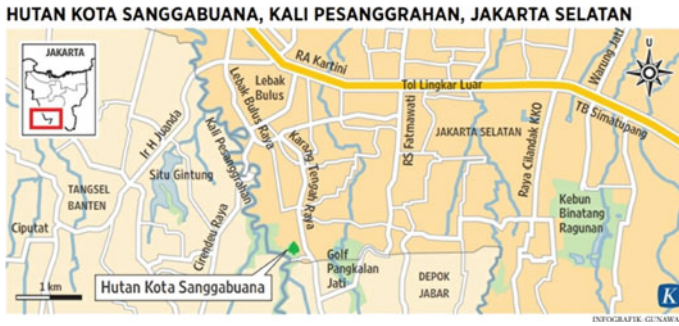 HUTAN KOTA SANGGABUANA, KALI PESANGGRAHAN, JAKARTA SELATAN
JAKARTA
U
RA Kartini
Warung Jati
Lebak
Bulus
Lebak Bulus Raya
Tol Lingkar Luar
TB Simatupang
Ir H Juanda
Kali Pesanggrahan
Karang Tengah Raya
RS Fatmawati
JAKARTA SELATAN
Raya Cilandak KKO
Situ Gintung
TANGSEL
BANTEN
Kebun
Binatang
Ragunan
Ciputat
Cirendeu Raya
Golf
Pangkalan
Jati
DEPOK
JABAR
1 km
Hutan Kota Sanggabuana
K
INFOGRAFIK: GUNAWA